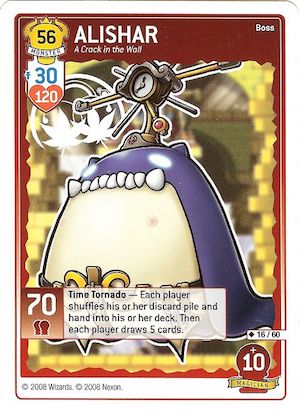 56
MONSTER
ALISHAR
A Crack in the Wall
Boss
30
120
70
Time Tornado — Each player
shuffles his or her discard pile and
hand into his or her deck. Then
each player draws 5 cards.
16 / 60
+
10
MAGICIAN
© 2008 Wizards. © 2008 Nexon.